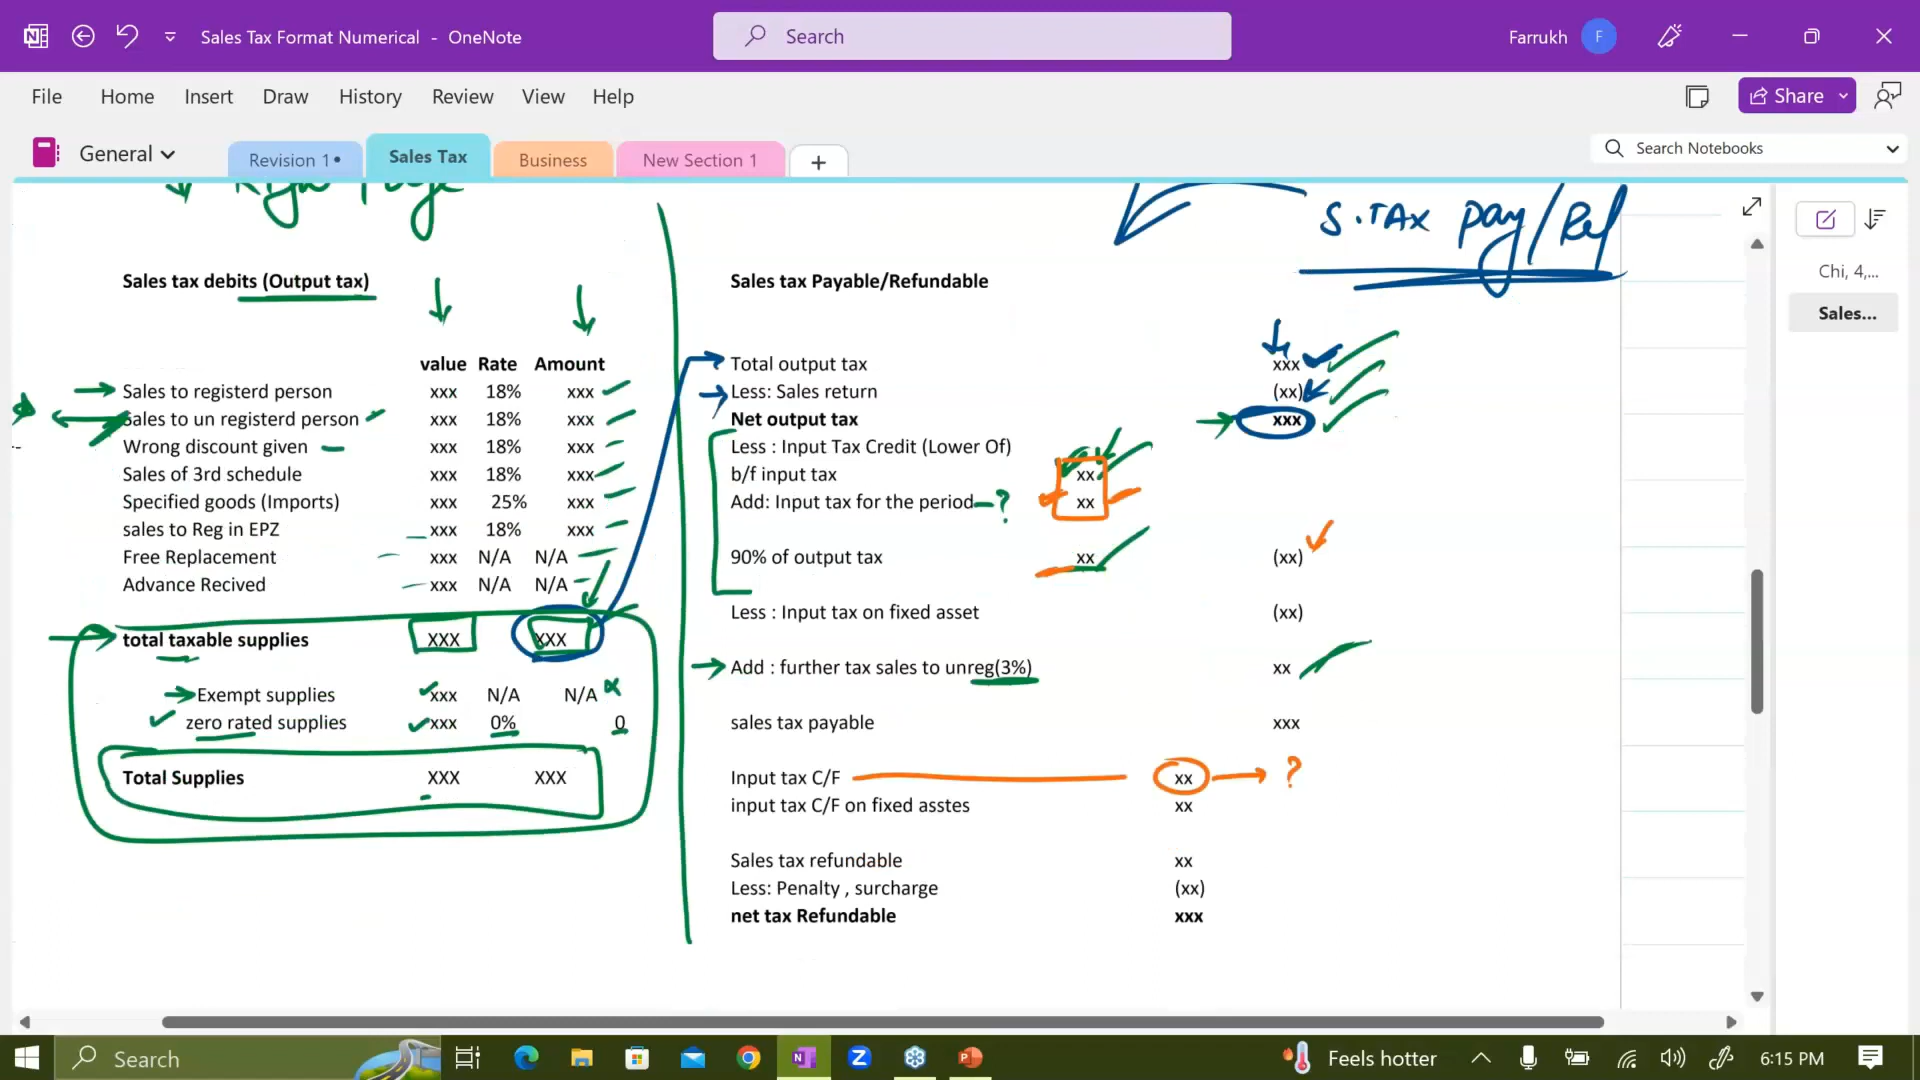 Sales Tax Format Numerical - OneNote
Search
Farrukh
F
File Home Insert Draw History Review View Help
Share
General
Revision 1•
Sales Tax
Business
New Section 1
+
Search Notebooks
Right Page
S.TAX Pay/Ref
Chi, 4,...
Sales...
Sales tax debits (Output tax)
value Rate Amount
Sales to registerd person xxx 18% xxx
Sales to un registerd person xxx 18% xxx
Wrong discount given xxx 18% xxx
Sales of 3rd schedule xxx 18% xxx
Specified goods (Imports) xxx 25% xxx
sales to Reg in EPZ xxx 18% xxx
Free Replacement xxx N/A N/A
Advance Recived xxx N/A N/A
total taxable supplies XXX XXX
Exempt supplies xxx N/A N/A
zero rated supplies xxx 0% 0
Total Supplies XXX XXX
Sales tax Payable/Refundable
Total output tax xxx
Less: Sales return (xx)
Net output tax xxx
Less : Input Tax Credit (Lower Of)
b/f input tax xx
Add: Input tax for the period ? xx
90% of output tax xx (xx)
Less : Input tax on fixed asset (xx)
Add : further tax sales to unreg(3%) xx
sales tax payable xxx
Input tax C/F xx ?
input tax C/F on fixed asstes xx
Sales tax refundable xx
Less: Penalty , surcharge (xx)
net tax Refundable xxx
Search
Feels hotter
6:15 PM